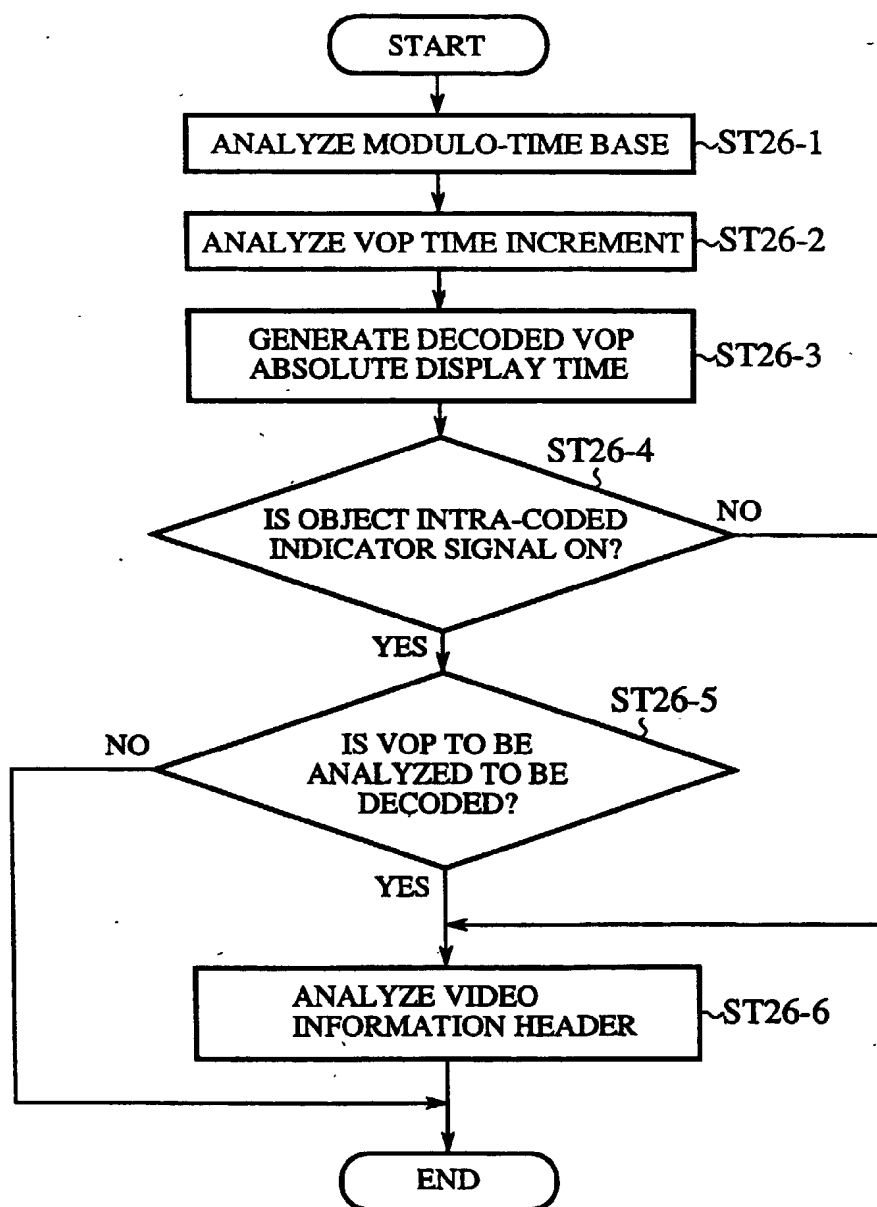 START
ANALYZE MODULO-TIME BASE
ST26-1
ANALYZE VOP TIME INCREMENT
ST26-2
GENERATE DECODED VOP
ABSOLUTE DISPLAY TIME
ST26-3
ST26-4
IS OBJECT INTRA-CODED
INDICATOR SIGNAL ON?
NO
YES
ST26-5
NO
IS VOP TO BE
ANALYZED TO BE
DECODED?
YES
ANALYZE VIDEO
INFORMATION HEADER
ST26-6
END